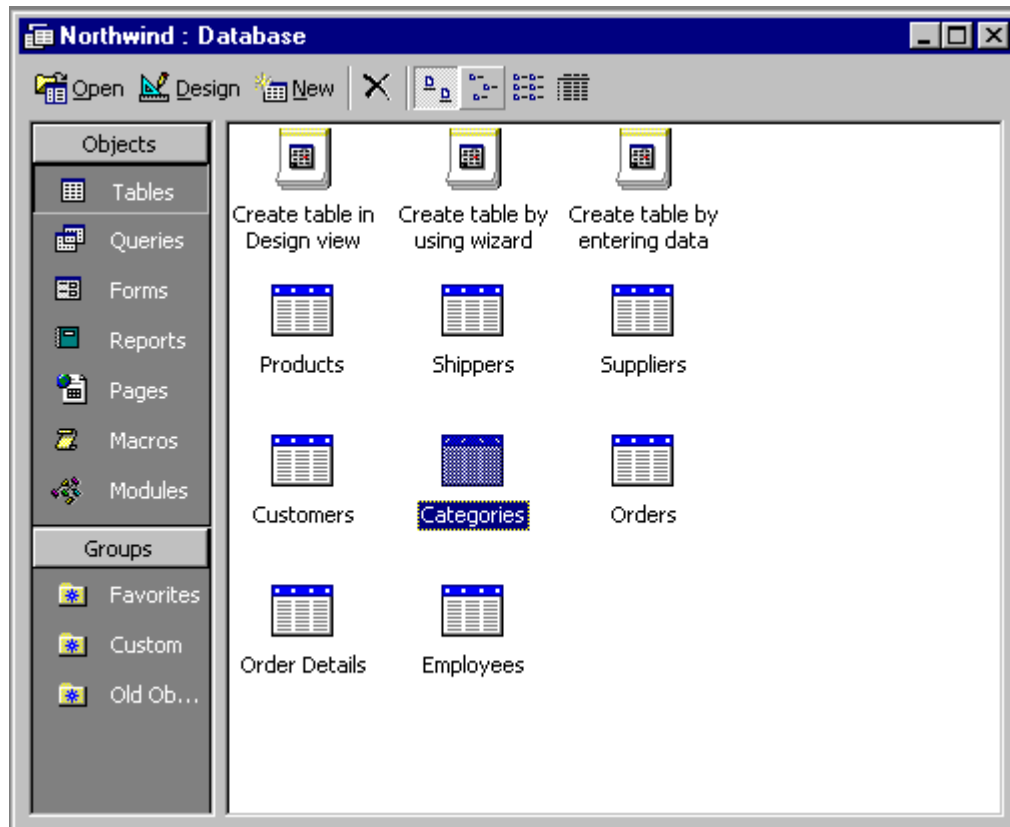 Northwind : Database
Open Design New
Objects
Tables
Queries
Forms
Reports
Pages
Macros
Modules
Groups
Favorites
Custom
Old Ob...
Create table in Design view
Create table by using wizard
Create table by entering data
Products
Shippers
Suppliers
Customers
Categories
Orders
Order Details
Employees